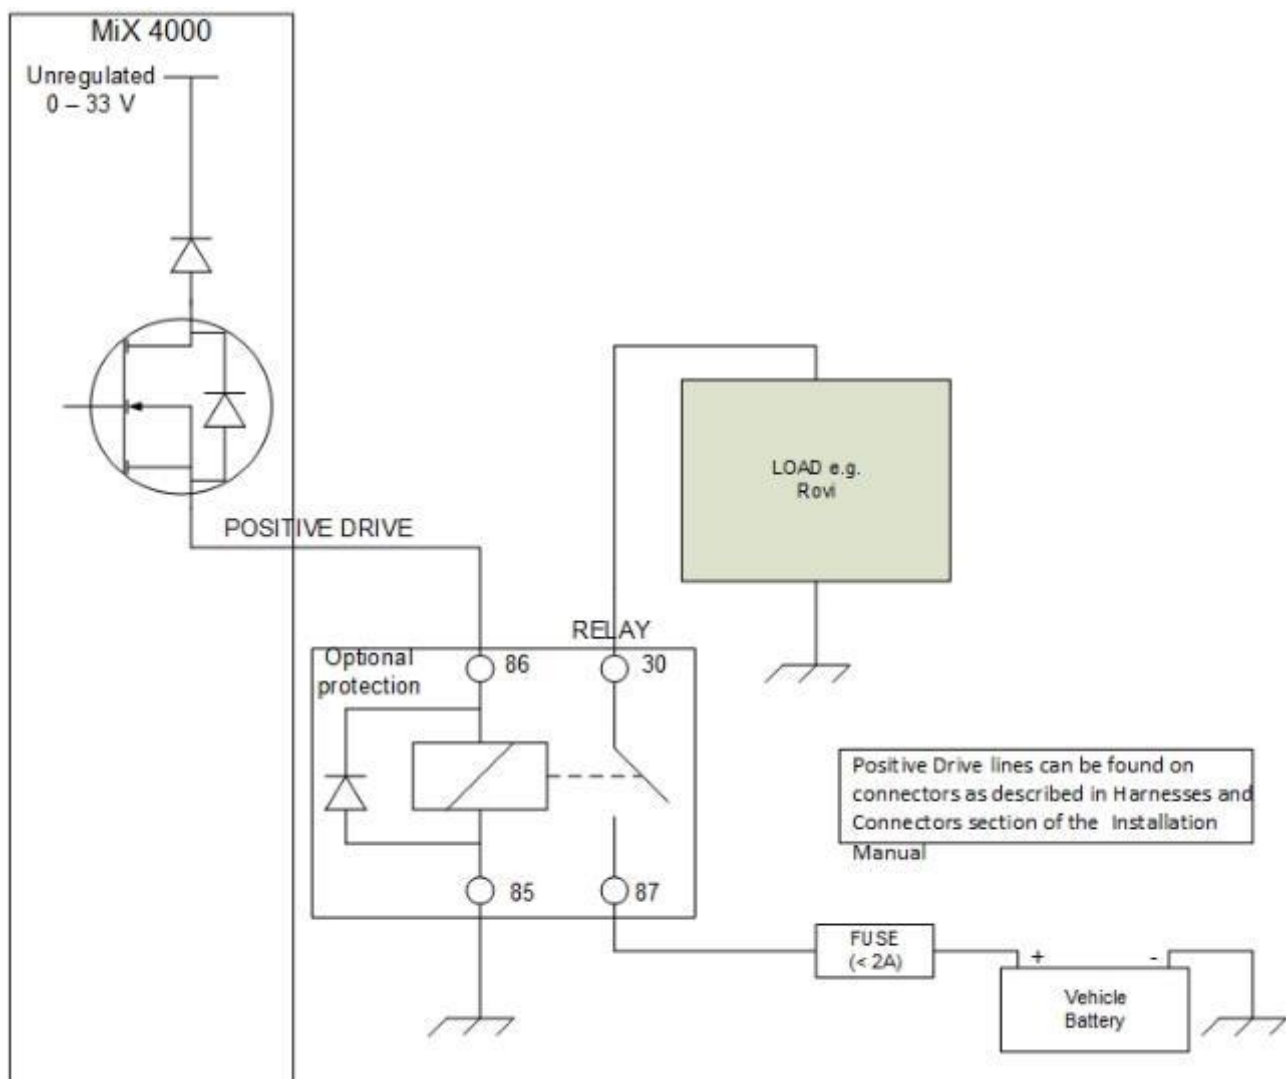 MiX 4000
Unregulated
0 – 33 V
POSITIVE DRIVE
LOAD e.g.
Rovi
RELAY
Optional
protection
86
30
85
87
Positive Drive lines can be found on
connectors as described in Harnesses and
Connectors section of the Installation
Manual
FUSE
(< 2A)
+
-
Vehicle
Battery